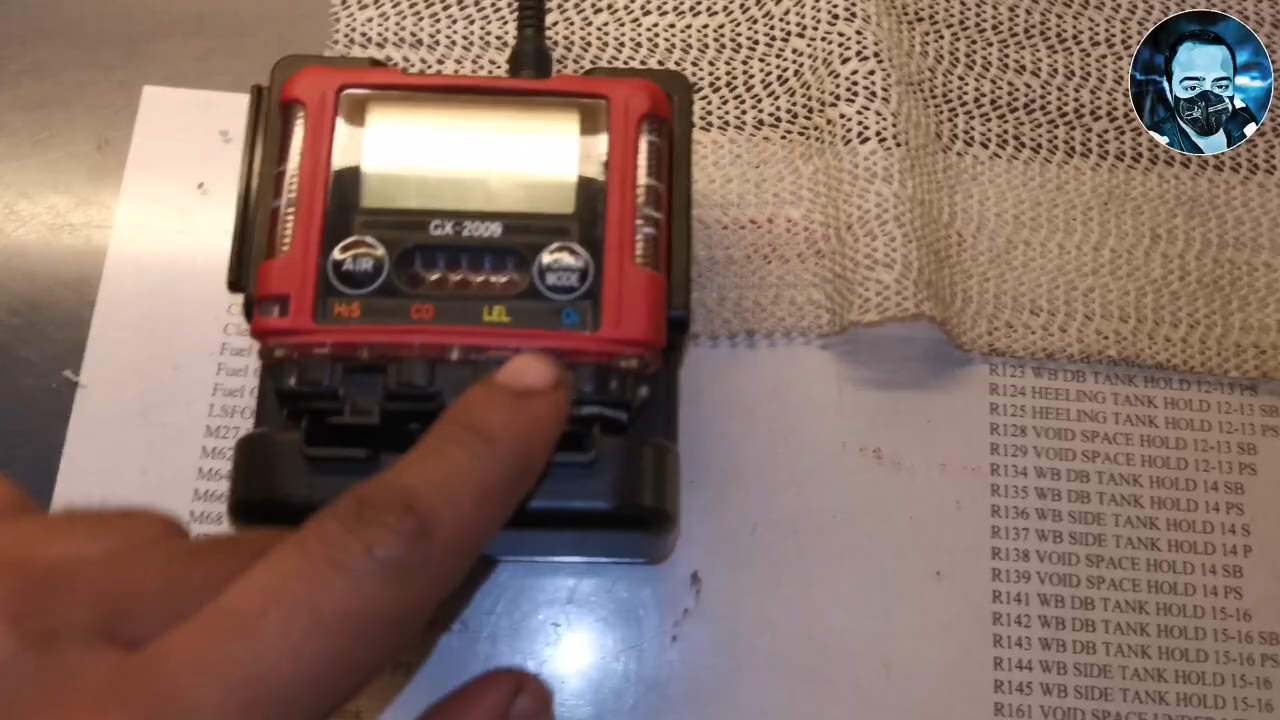 GX-2009
AIR
POWER
MODE
H2S
CO
LEL
O2
Fuel
Fuel
Fuel
LSFO
M27
M62
M64
M66
M68
R123 WB DB TANK HOLD 12-13 PS
R124 HEELING TANK HOLD 12-13 SB
R125 HEELING TANK HOLD 12-13 PS
R128 VOID SPACE HOLD 12-13 SB
R129 VOID SPACE HOLD 12-13 PS
R134 WB DB TANK HOLD 14 SB
R135 WB DB TANK HOLD 14 PS
R136 WB SIDE TANK HOLD 14 S
R137 WB SIDE TANK HOLD 14 P
R138 VOID SPACE HOLD 14 SB
R139 VOID SPACE HOLD 14 PS
R141 WB DB TANK HOLD 15-16
R142 WB DB TANK HOLD 15-16 SB
R143 WB DB TANK HOLD 15-16 PS
R144 WB SIDE TANK HOLD 15-16
R145 WB SIDE TANK HOLD 15-16
R161 VOID SPACE